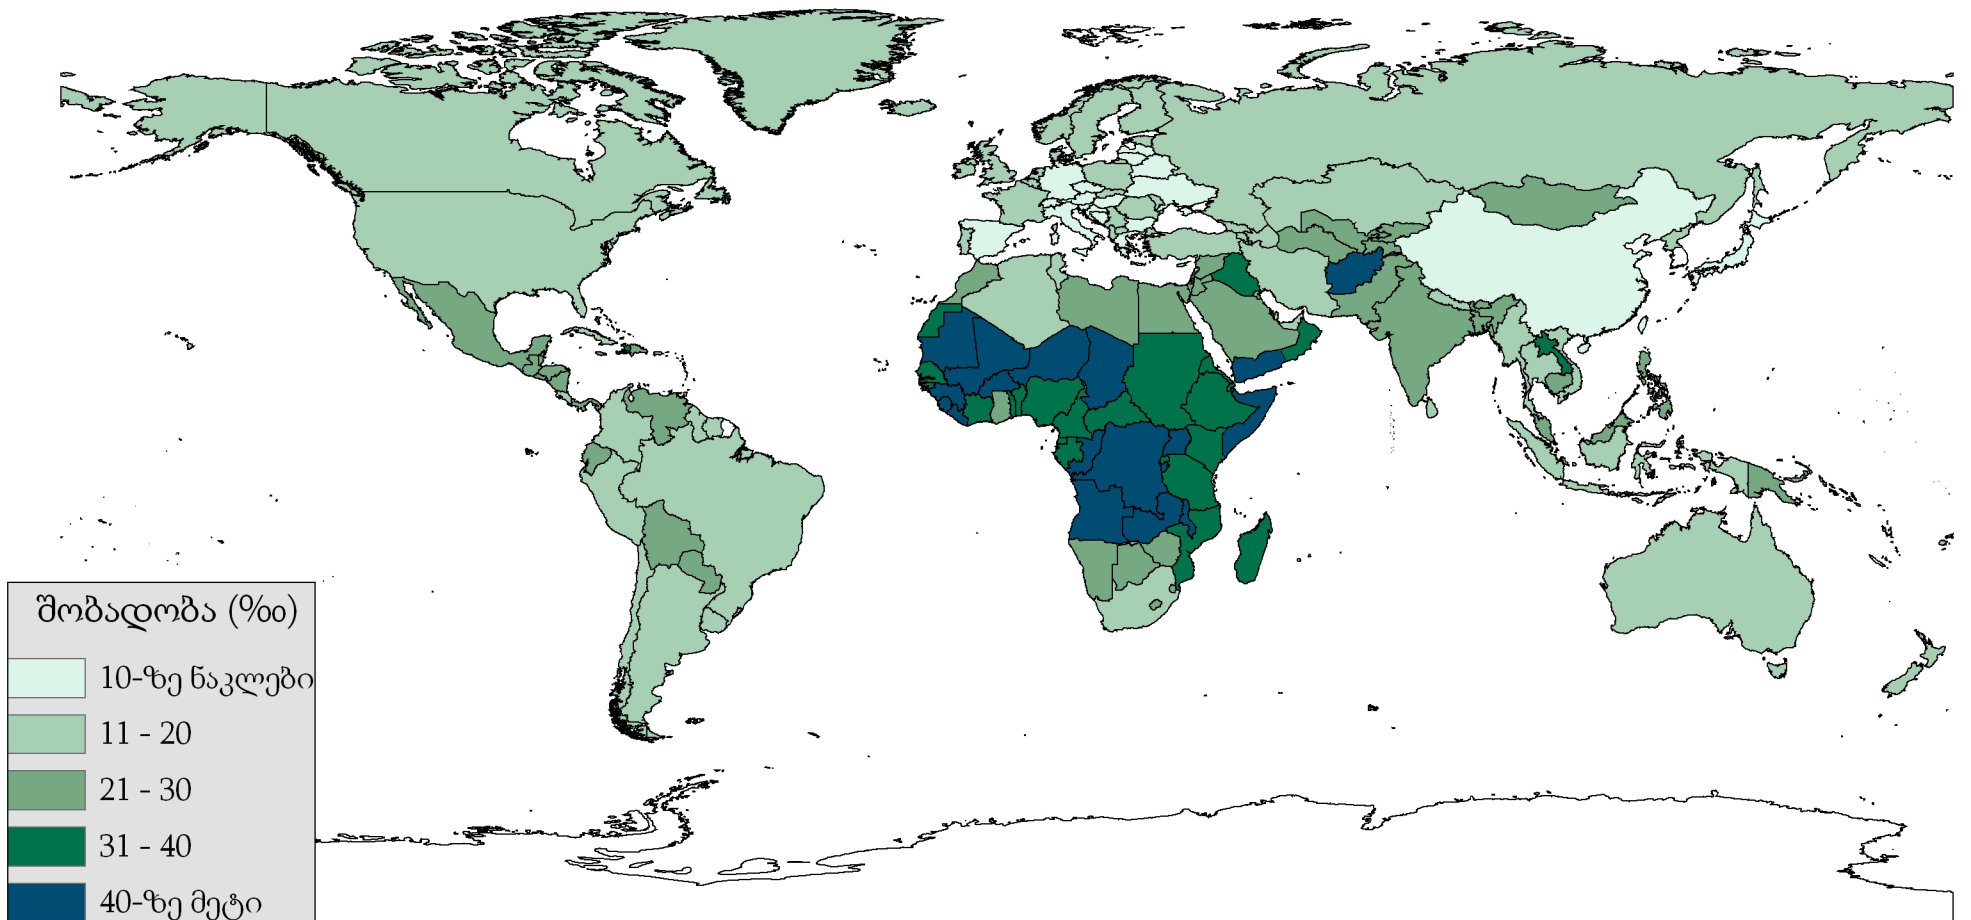 შობადობა (‰)
10-ზე ნაკლები
11 - 20
21 - 30
31 - 40
40-ზე მეტი